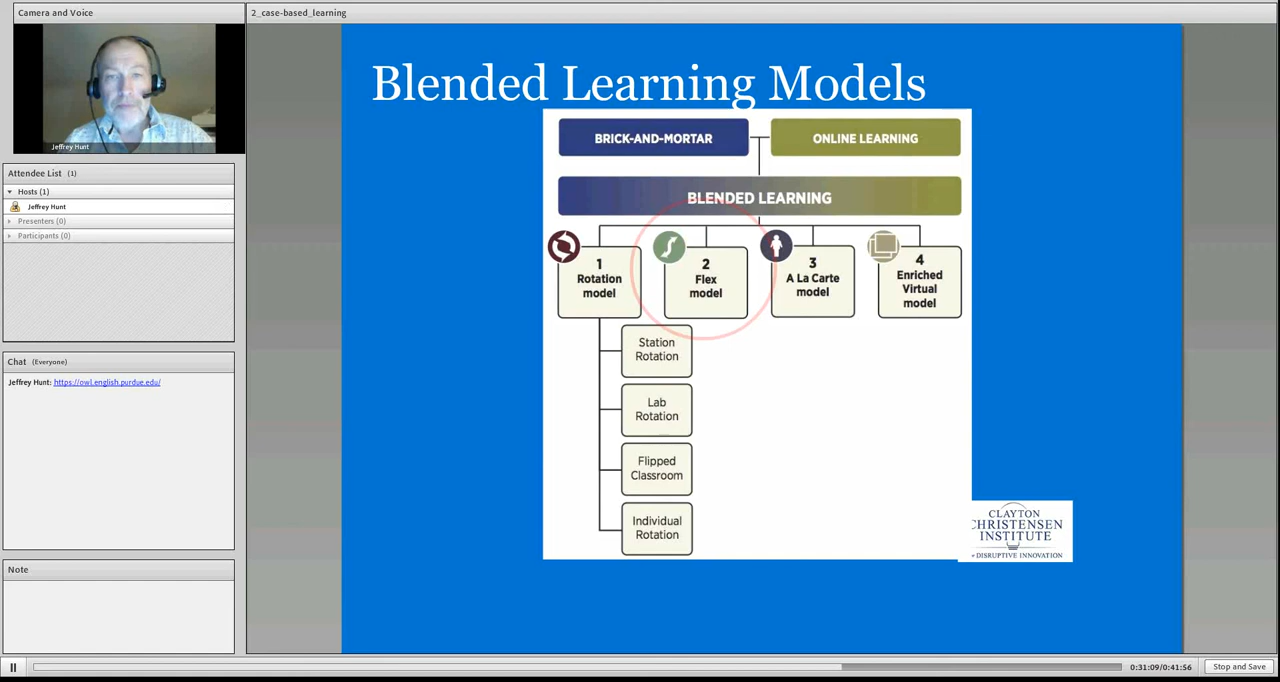 Camera and Voice
2_case-based_learning
Jeffrey Hunt
Attendee List (1)
Hosts (1)
Jeffrey Hunt
Presenters (0)
Participants (0)
Chat (Everyone)
Jeffrey Hunt: https://owl.english.purdue.edu/
Note
Blended Learning Models
BRICK-AND-MORTAR
ONLINE LEARNING
BLENDED LEARNING
1
Rotation
model
2
Flex
model
3
A La Carte
model
4
Enriched
Virtual
model
Station
Rotation
Lab
Rotation
Flipped
Classroom
Individual
Rotation
CLAYTON
CHRISTENSEN
INSTITUTE
DISRUPTIVE INNOVATION
0:31:09/0:41:56
Stop and Save